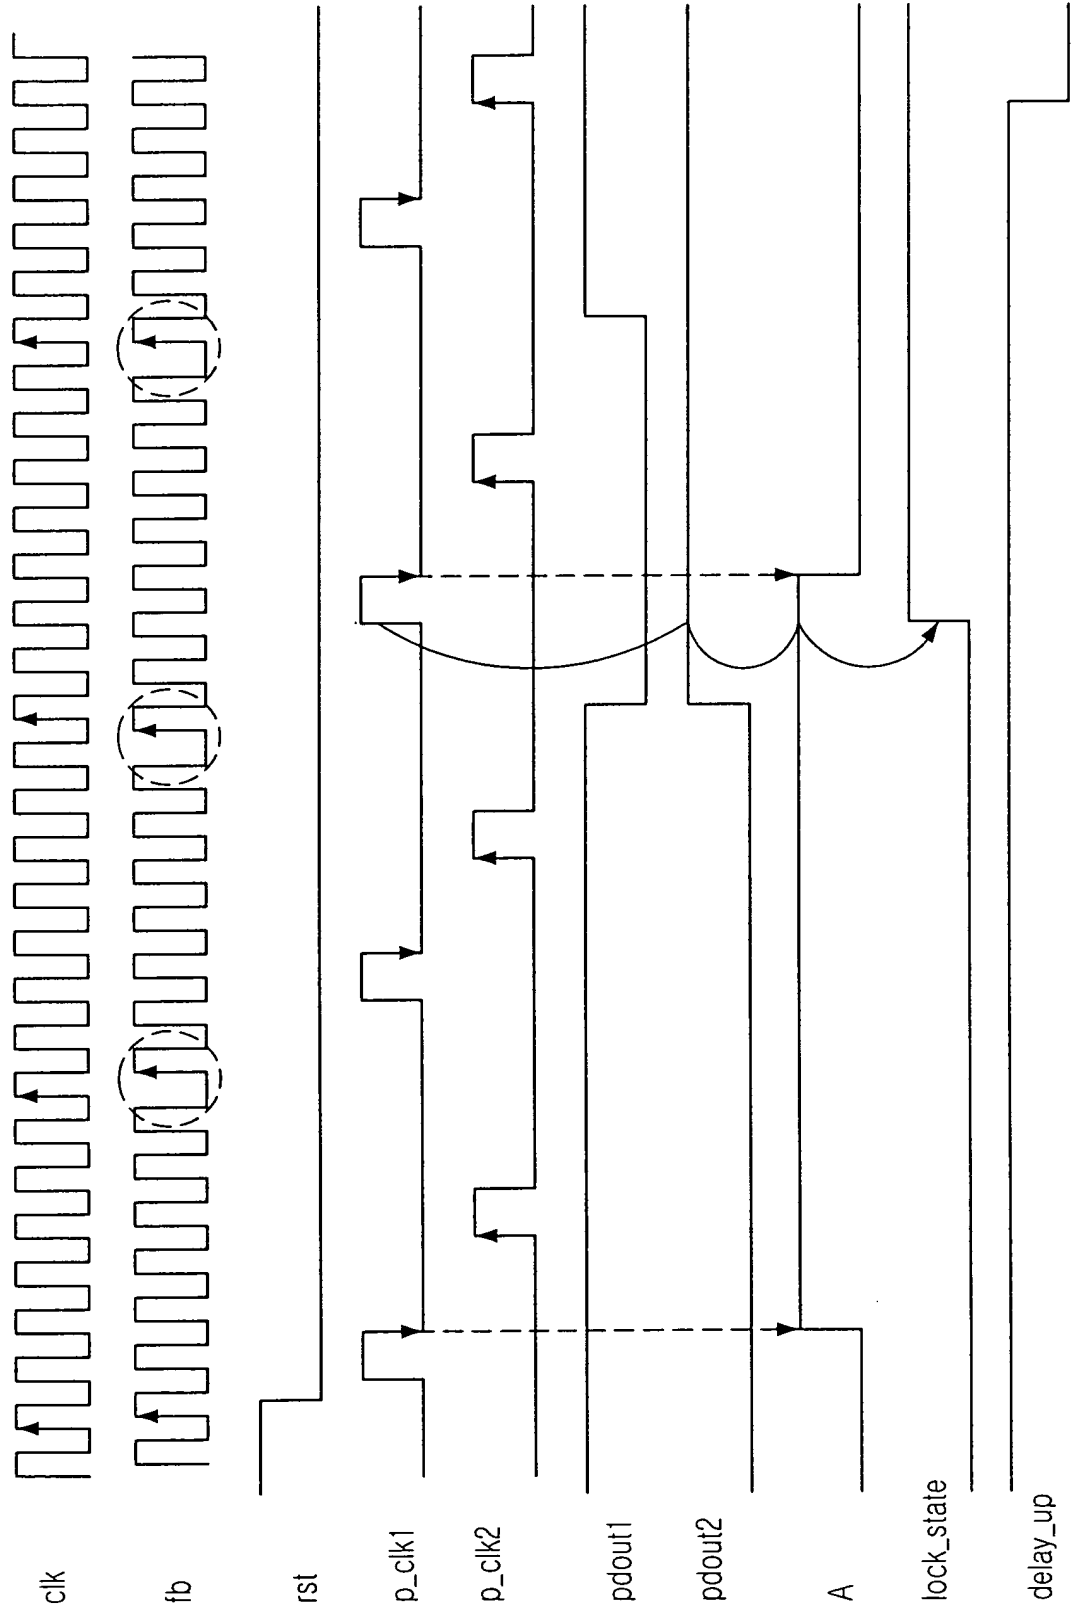 clk
fb
rst
p_clk1
p_clk2
pdout1
pdout2
A
lock_state
delay_up